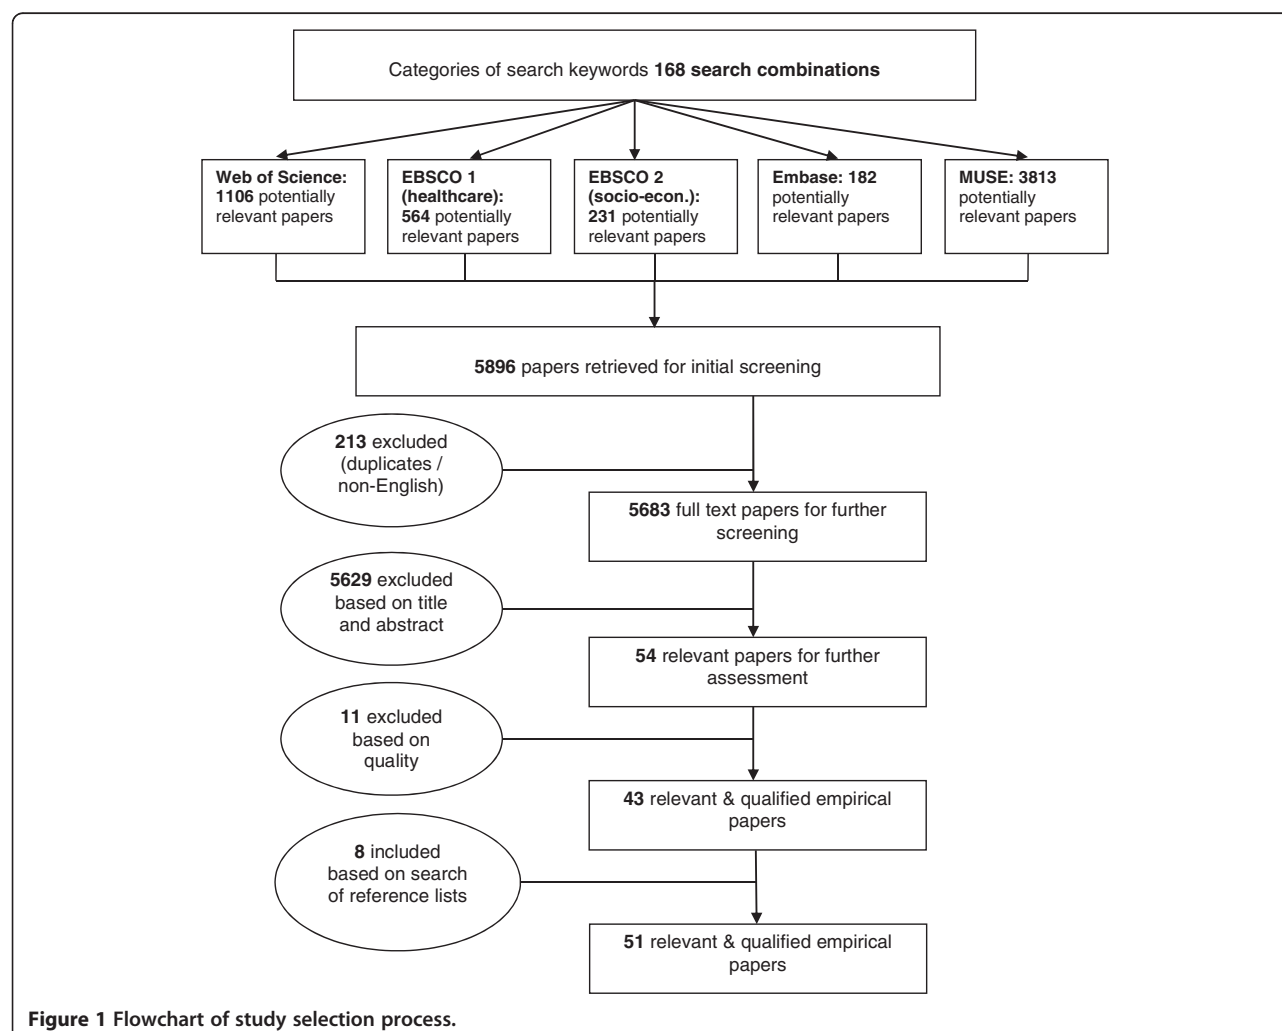 Categories of search keywords 168 search combinations
Web of Science:
1106 potentially
relevant papers
EBSCO 1
(healthcare):
564 potentially
relevant papers
EBSCO 2
(socio-econ.):
231 potentially
relevant papers
Embase: 182
potentially
relevant papers
MUSE: 3813
potentially
relevant papers
5896 papers retrieved for initial screening
213 excluded
(duplicates /
non-English)
5683 full text papers for further
screening
5629 excluded
based on title
and abstract
54 relevant papers for further
assessment
11 excluded
based on
quality
43 relevant & qualified empirical
papers
8 included
based on search
of reference lists
51 relevant & qualified empirical
papers
Figure 1 Flowchart of study selection process.